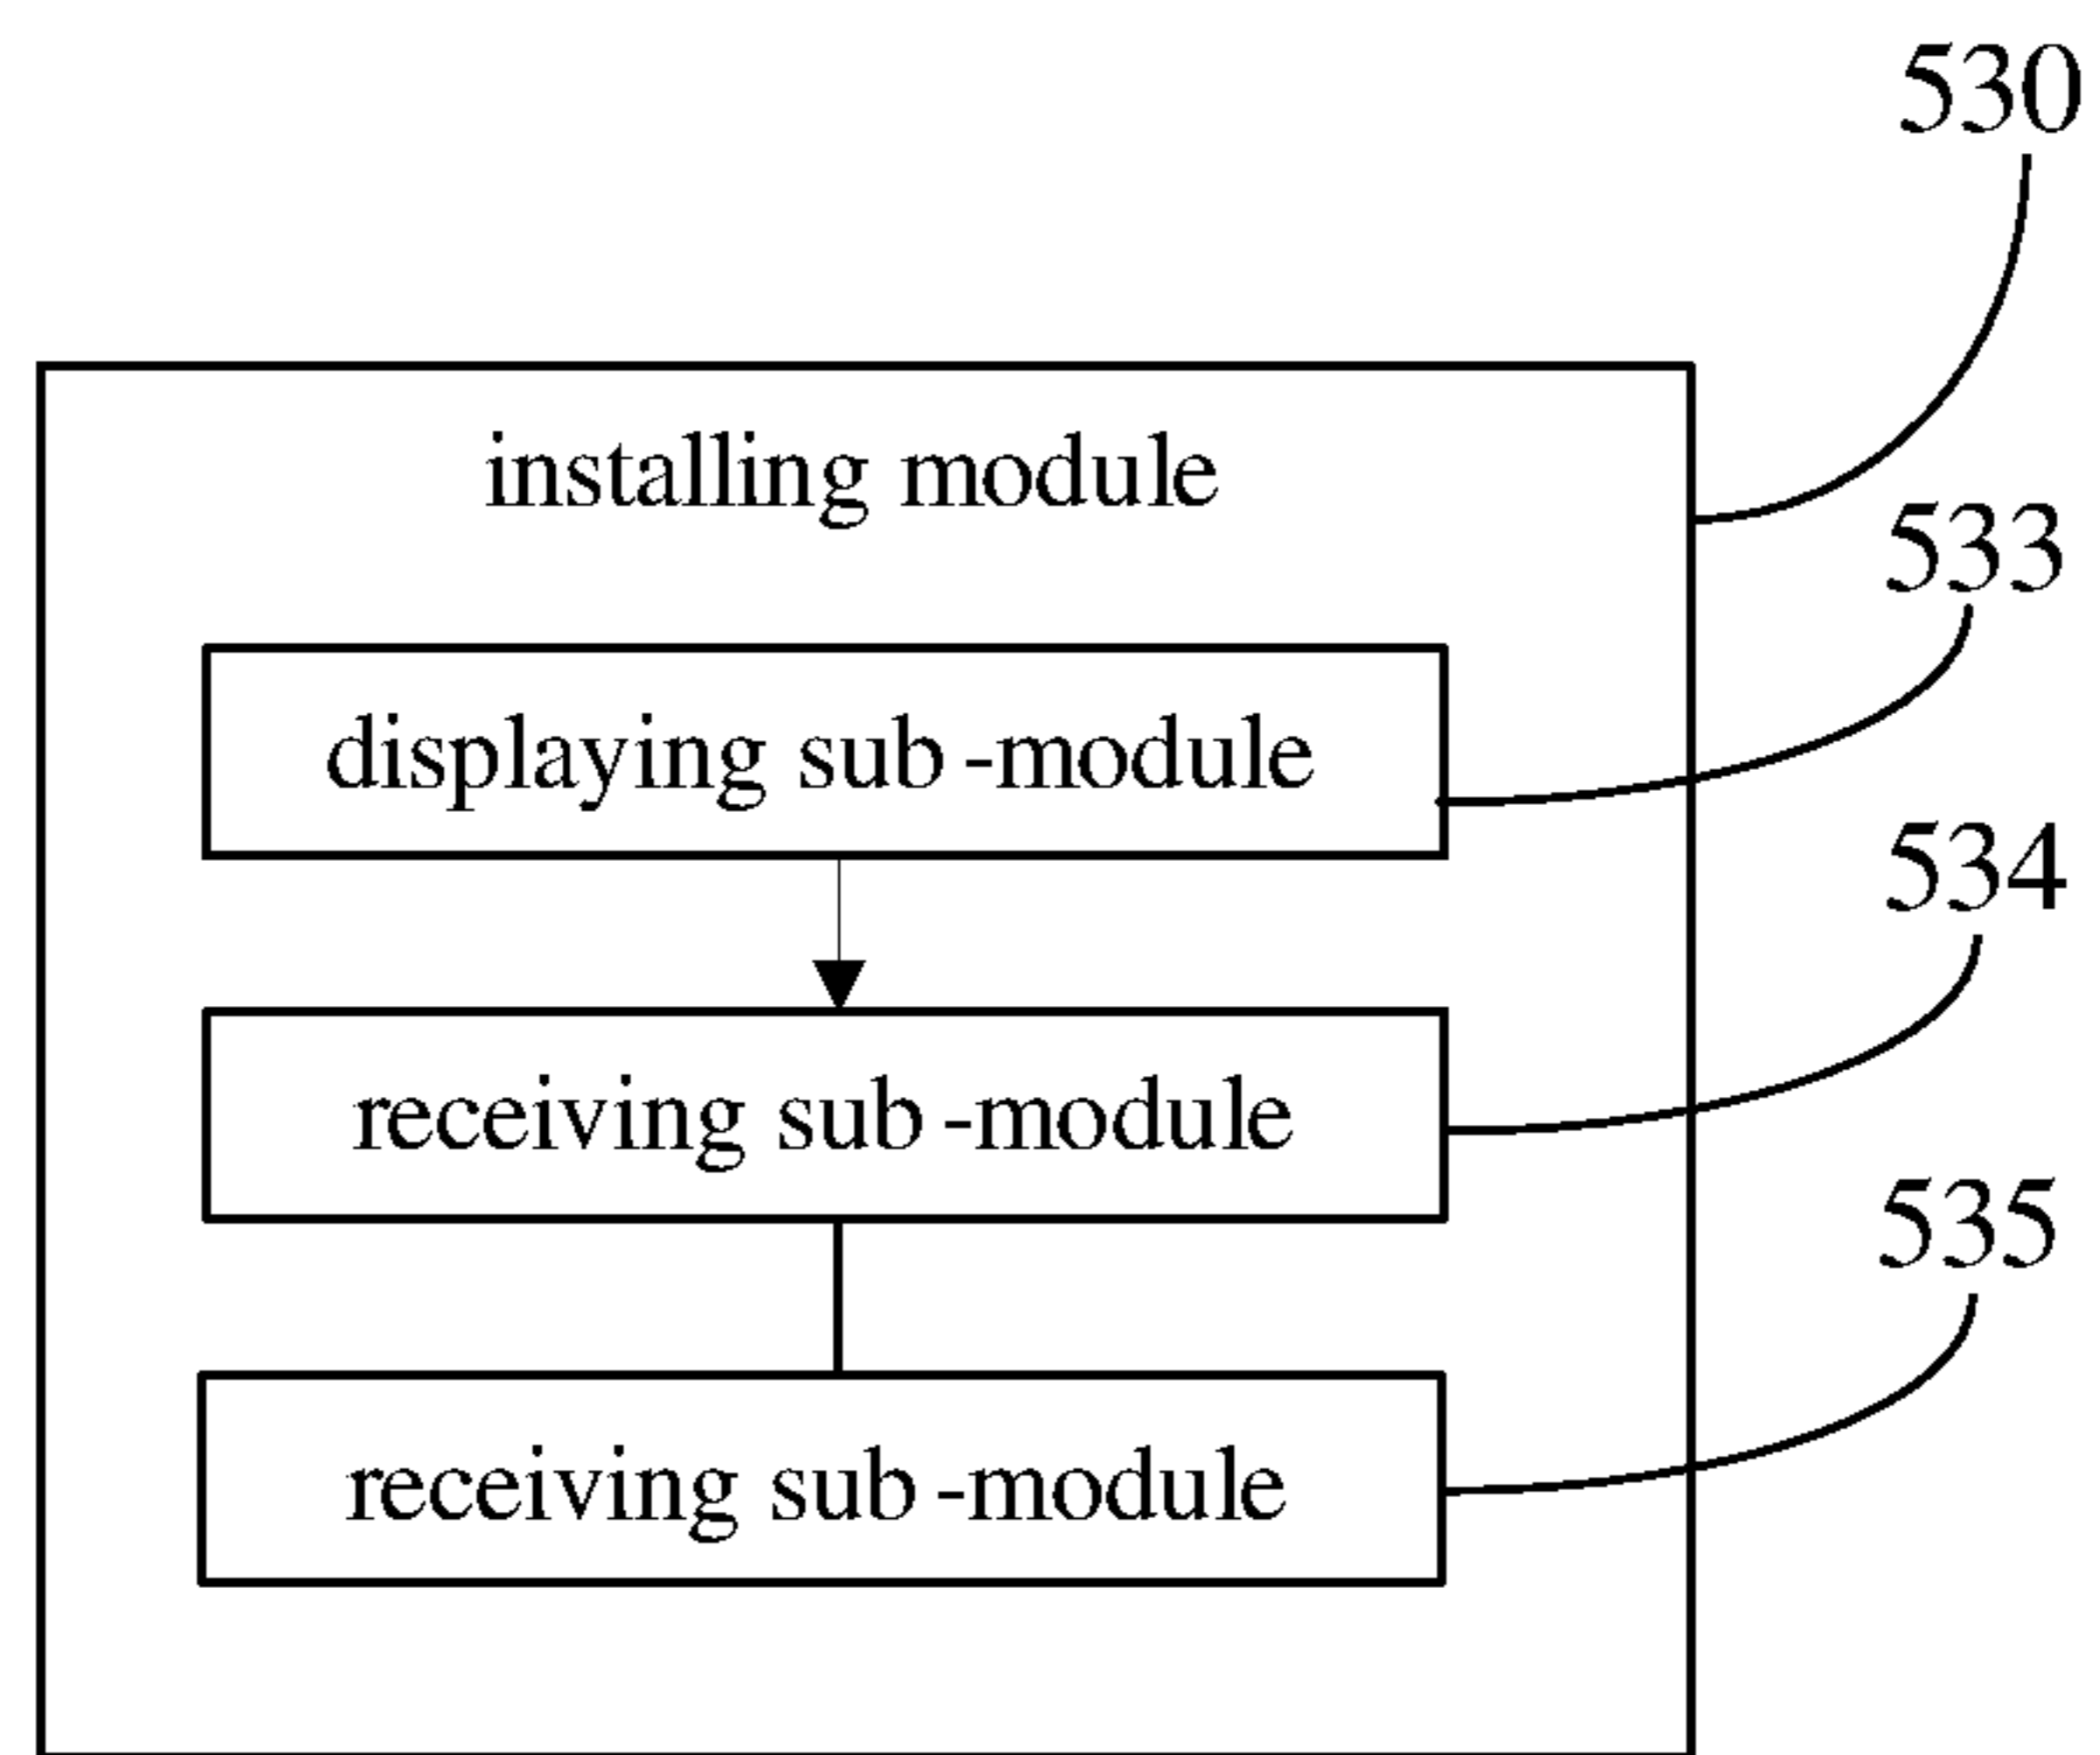 530
installing module
533
displaying sub-module
534
receiving sub-module
535
receiving sub-module